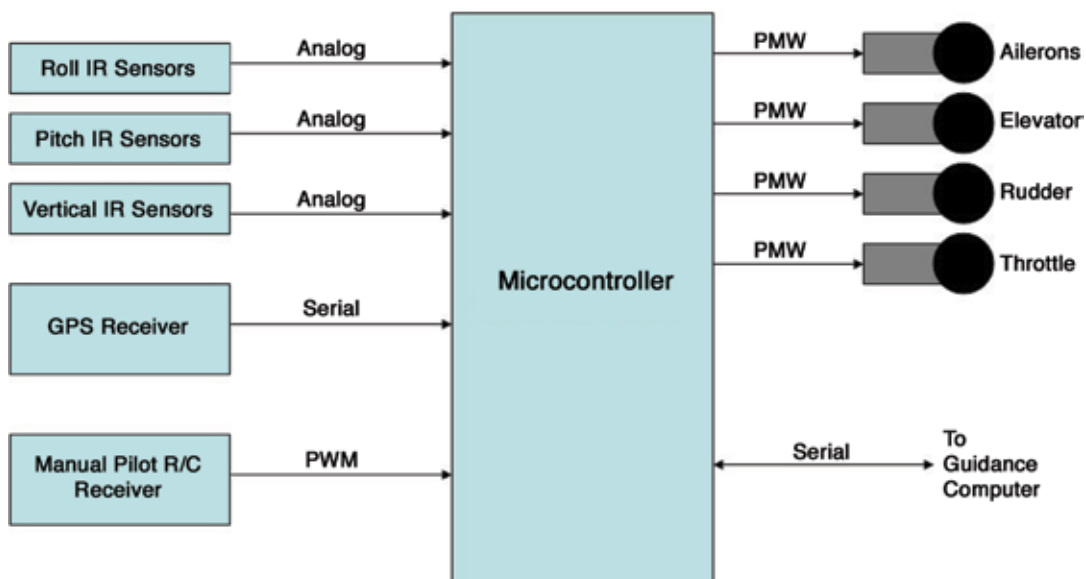 Roll IR Sensors
Analog
Pitch IR Sensors
Analog
Vertical IR Sensors
Analog
GPS Receiver
Serial
Manual Pilot R/C
Receiver
PWM
Microcontroller
PMW
Ailerons
PMW
Elevator
PMW
Rudder
PMW
Throttle
Serial
To
Guidance
Computer